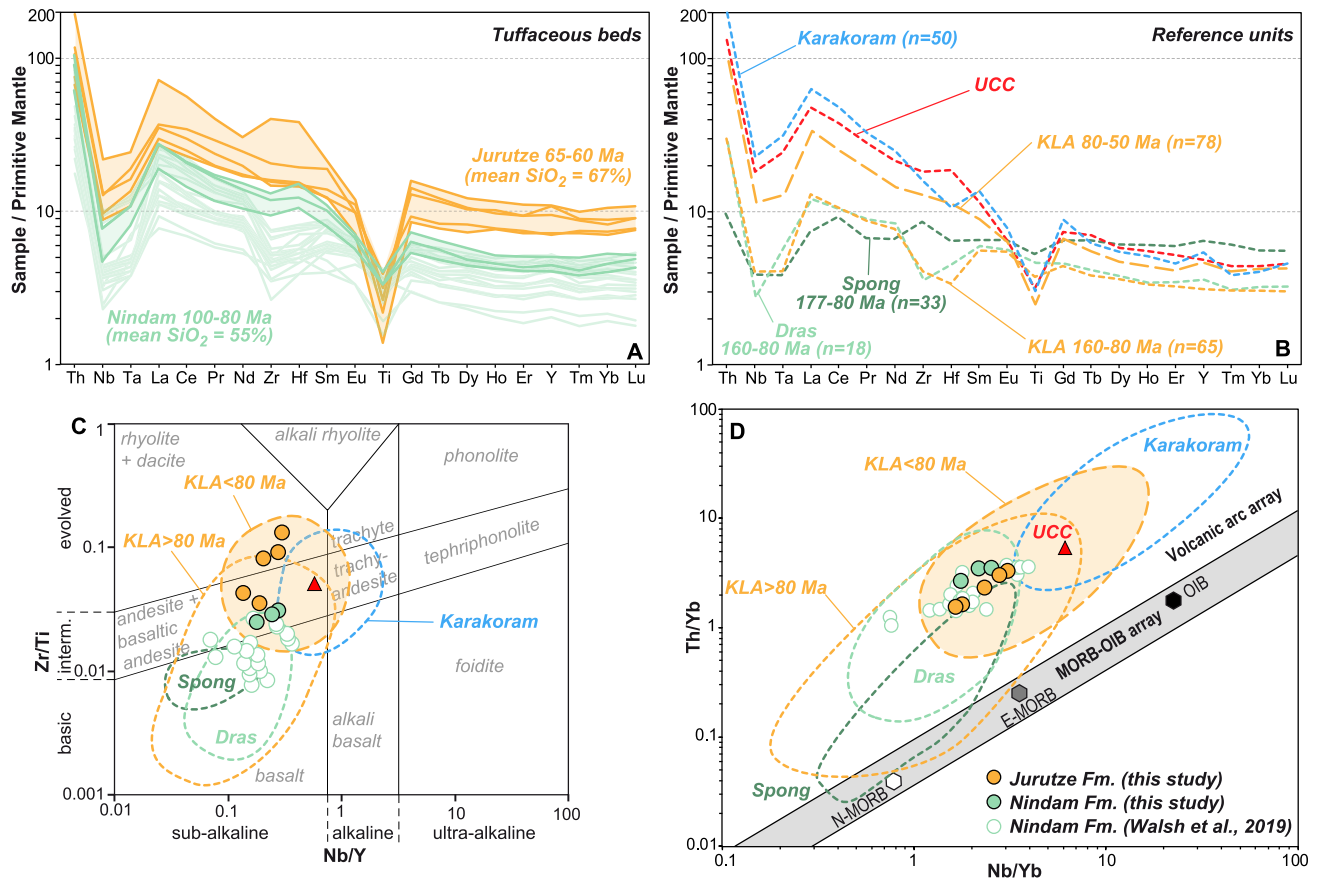 Tuffaceous beds
Sample / Primitive Mantle
100
10
1
Jurutze 65-60 Ma
(mean SiO2 = 67%)
Nindam 100-80 Ma
(mean SiO2 = 55%)
A
Th Nb Ta La Ce Pr Nd Zr Hf Sm Eu Ti Gd Tb Dy Ho Er Y Tm Yb Lu
Reference units
Sample / Primitive Mantle
100
10
1
Karakoram (n=50)
UCC
KLA 80-50 Ma (n=78)
Spong
177-80 Ma (n=33)
Dras
160-80 Ma (n=18)
KLA 160-80 Ma (n=65)
B
Th Nb Ta La Ce Pr Nd Zr Hf Sm Eu Ti Gd Tb Dy Ho Er Y Tm Yb Lu
C
Zr/Ti
evolved
interm.
basic
1
0.1
0.01
0.001
rhyolite
+ dacite
alkali rhyolite
phonolite
KLA<80 Ma
KLA>80 Ma
trachyte
tephriphonolite
trachy-
andesite
andesite +
basaltic
andesite
Karakoram
foidite
Spong
Dras
alkali
basalt
basalt
0.01 0.1 1 10 100
sub-alkaline alkaline ultra-alkaline
Nb/Y
D
Th/Yb
100
10
1
0.1
0.01
KLA<80 Ma
Karakoram
UCC
Volcanic arc array
KLA>80 Ma
OIB
MORB-OIB array
Dras
E-MORB
Spong
N-MORB
Jurutze Fm. (this study)
Nindam Fm. (this study)
Nindam Fm. (Walsh et al., 2019)
0.1 1 10 100
Nb/Yb